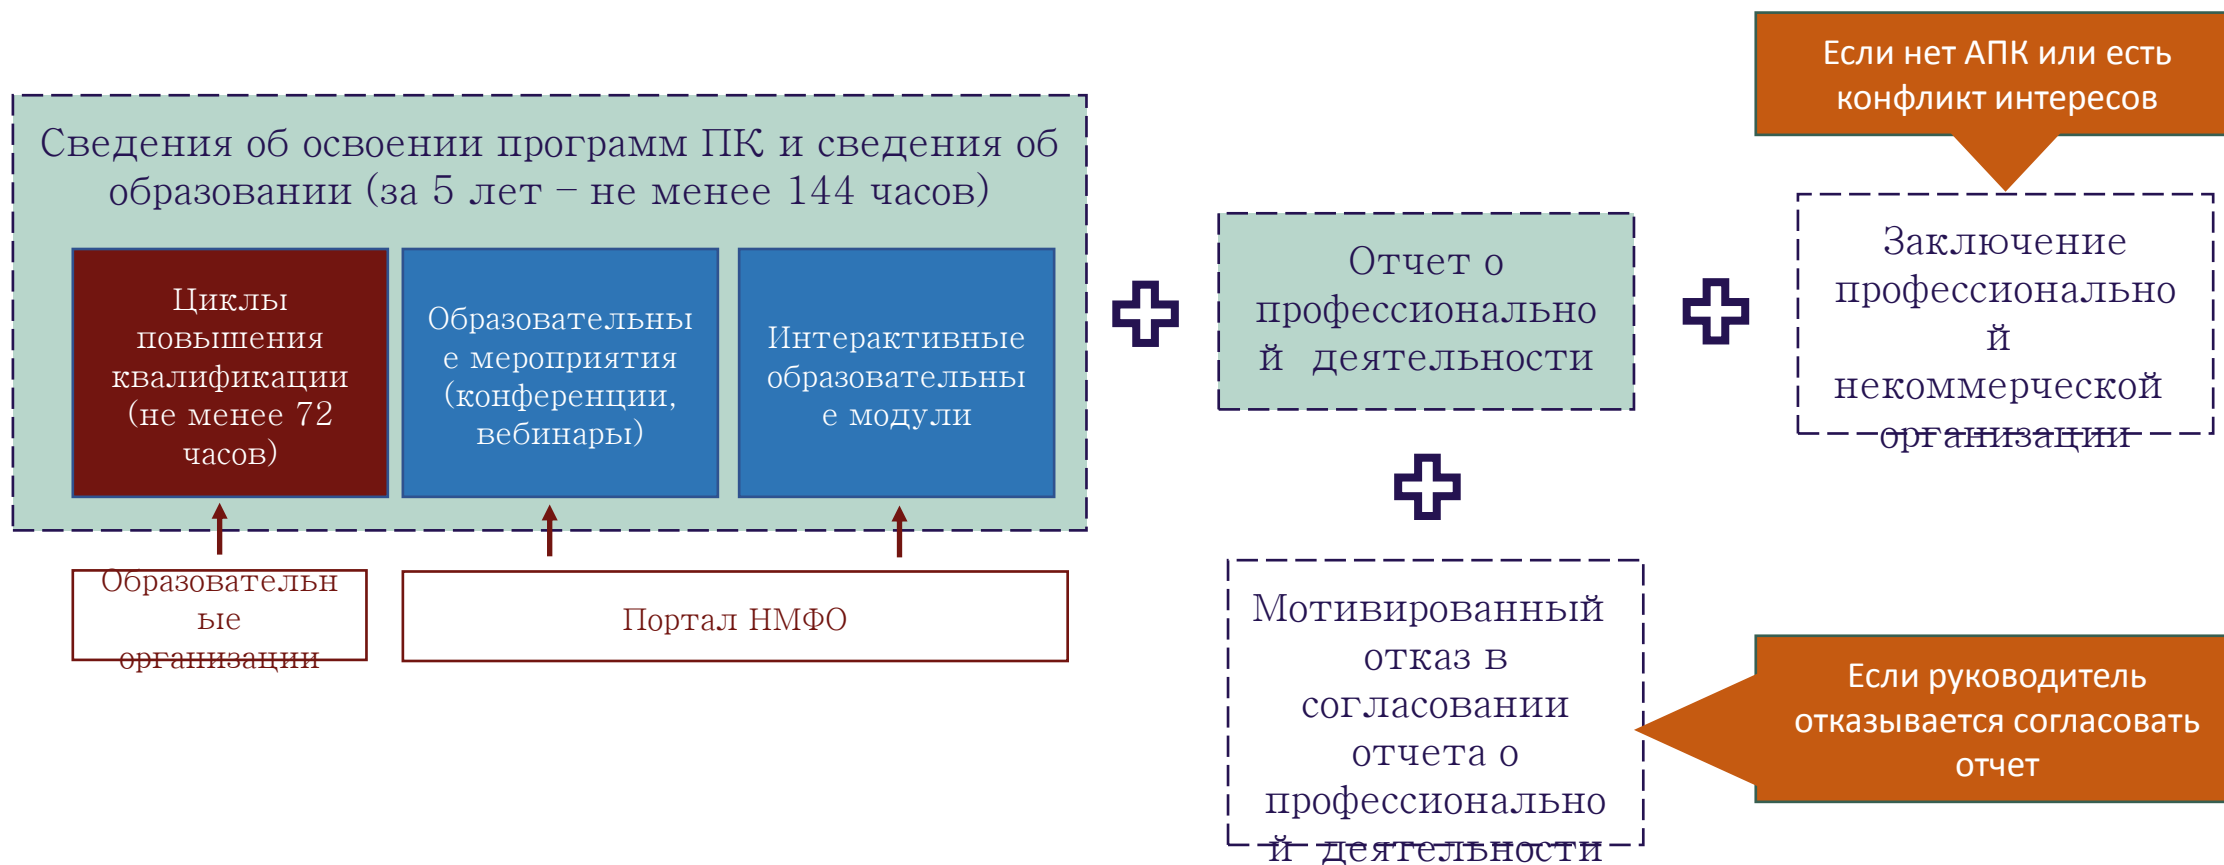 Если нет АПК или есть
конфликт интересов
Сведения об освоении программ ПК и сведения об
образовании (за 5 лет – не менее 144 часов)
Циклы
повышения
квалификации
(не менее 72
часов)
Образовательны
е мероприятия
(конференции,
вебинары)
Интерактивные
образовательны
е модули
Отчет о
профессионально
й деятельности
Заключение
профессионально
й
некоммерческой
организации
Образовательн
ые
организации
Портал НМФО
Мотивированный
отказ в
согласовании
отчета о
профессионально
й деятельности
Если руководитель
отказывается согласовать
отчет